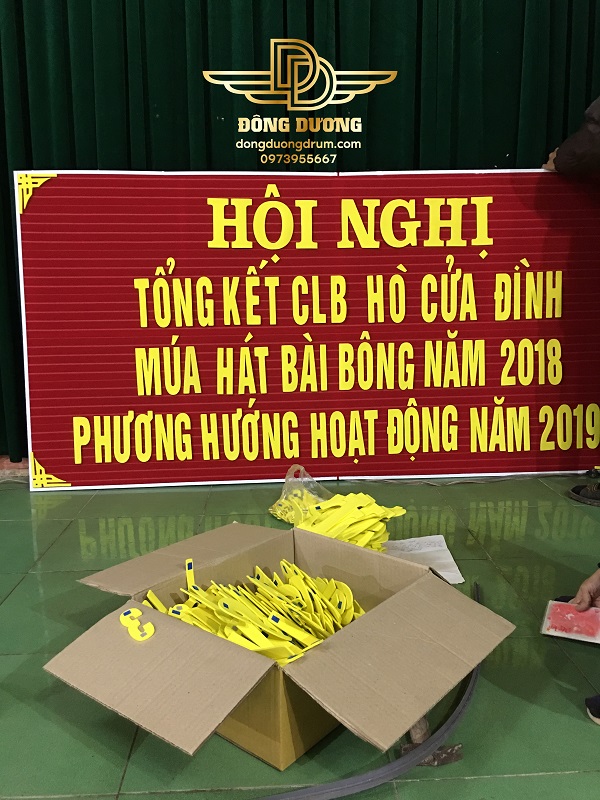 ĐÔNG DƯƠNG
dongduongdrum.com
0973955667
HỘI NGHỊ
TỔNG KẾT CLB HÒ CỬA ĐÌNH
MÚA HÁT BÀI BÔNG NĂM 2018
PHƯƠNG HƯỚNG HOẠT ĐỘNG NĂM 2019
3